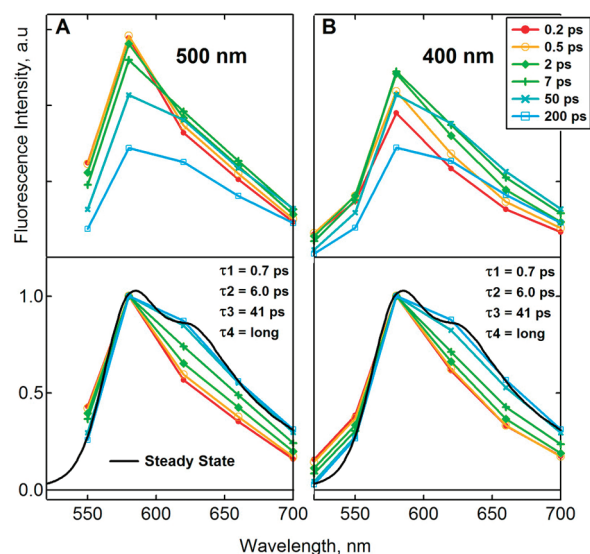 A
500 nm
B
400 nm
0.2 ps
0.5 ps
2 ps
7 ps
50 ps
200 ps
Fluorescence Intensity, a.u
τ1 = 0.7 ps
τ2 = 6.0 ps
τ3 = 41 ps
τ4 = long
τ1 = 0.7 ps
τ2 = 6.0 ps
τ3 = 41 ps
τ4 = long
1.0
0.5
0.0
Steady State
550 600 650 700
550 600 650 700
Wavelength, nm
Wavelength, nm